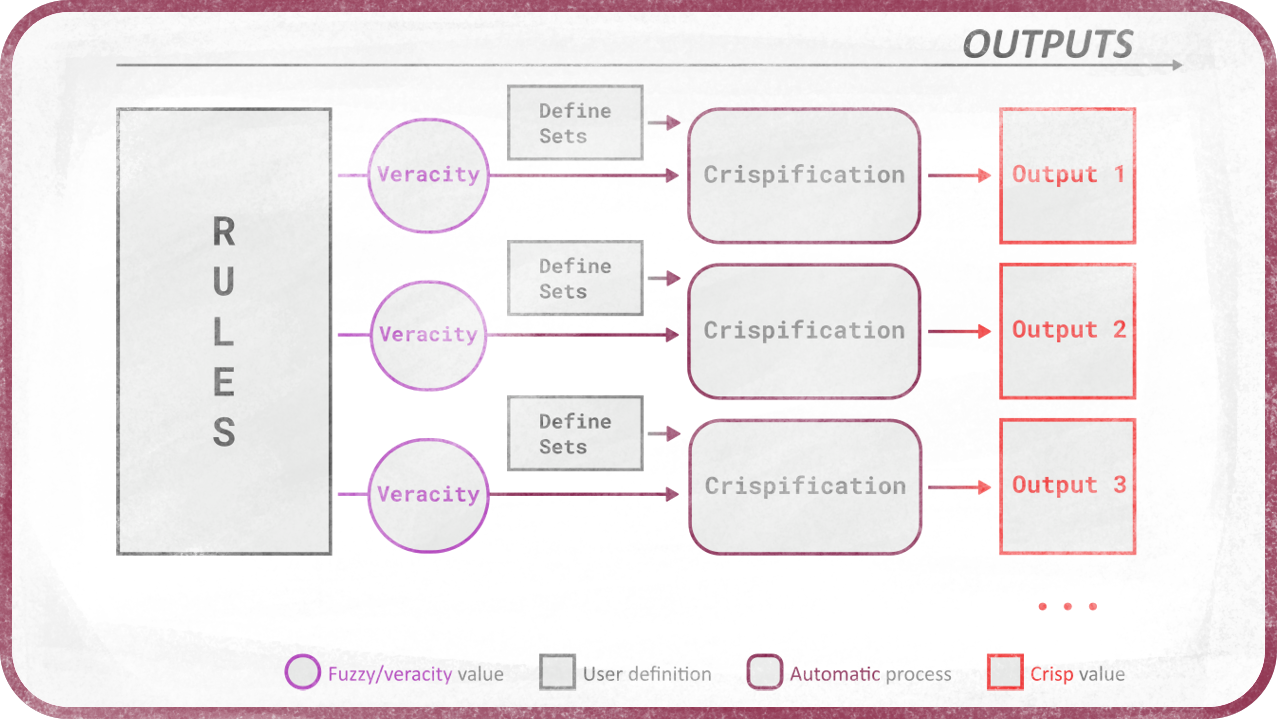 OUTPUTS
R
U
L
E
S
Veracity
Define
Sets
Crispification
Output 1
Veracity
Define
Sets
Crispification
Output 2
Veracity
Define
Sets
Crispification
Output 3
...
Fuzzy/veracity value
User definition
Automatic process
Crisp value